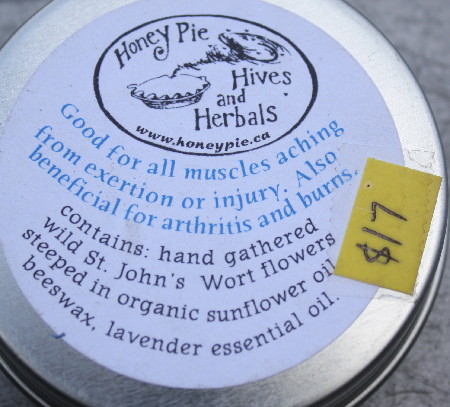 Honey Pie
Hives
and
Herbals
www.honeypie.ca
Good for all muscles aching
from exertion or injury. Also
beneficial for arthritis and burns.
contains: hand gathered
wild St. John's Wort flowers
steeped in organic sunflower oil,
beeswax, lavender essential oil.
$17